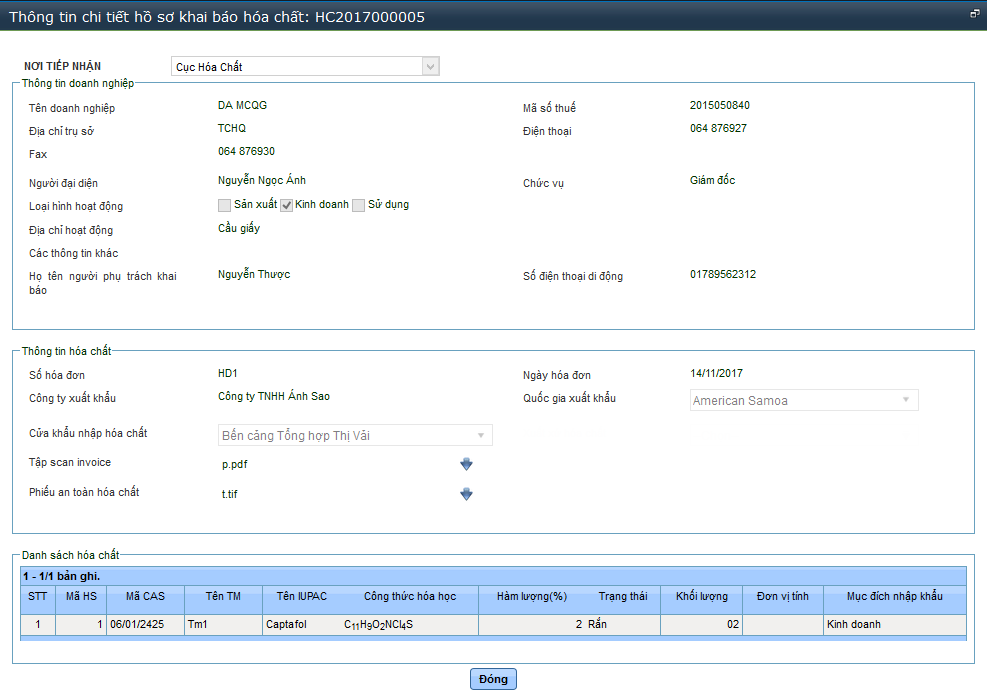 Thông tin chi tiết hồ sơ khai báo hóa chất: HC2017000005
NƠI TIẾP NHẬN Cục Hóa Chất
Thông tin doanh nghiệp
Tên doanh nghiệp DA MCQG Mã số thuế 2015050840
Địa chỉ trụ sở TCHQ Điện thoại 064 876927
Fax 064 876930
Người đại diện Nguyễn Ngọc Ánh Chức vụ Giám đốc
Loại hình hoạt động Sản xuất Kinh doanh Sử dụng
Địa chỉ hoạt động Cầu giấy
Các thông tin khác
Họ tên người phụ trách khai Nguyễn Thược Số điện thoại di động 01789562312
báo
Thông tin hóa chất
Số hóa đơn HD1 Ngày hóa đơn 14/11/2017
Công ty xuất khẩu Công ty TNHH Ánh Sao Quốc gia xuất khẩu American Samoa
Cửa khẩu nhập hóa chất Bến cảng Tổng hợp Thị Vải
Tập scan invoice p.pdf
Phiếu an toàn hóa chất t.tif
Danh sách hóa chất
1 - 1/1 bản ghi.
STT Mã HS Mã CAS Tên TM Tên IUPAC Công thức hóa học Hàm lượng(%) Trạng thái Khối lượng Đơn vị tính Mục đích nhập khẩu
1 1 06/01/2425 Tm1 Captafol C₁₁H₉O₂NCl₄S 2 Rắn 02 Kinh doanh
Đóng